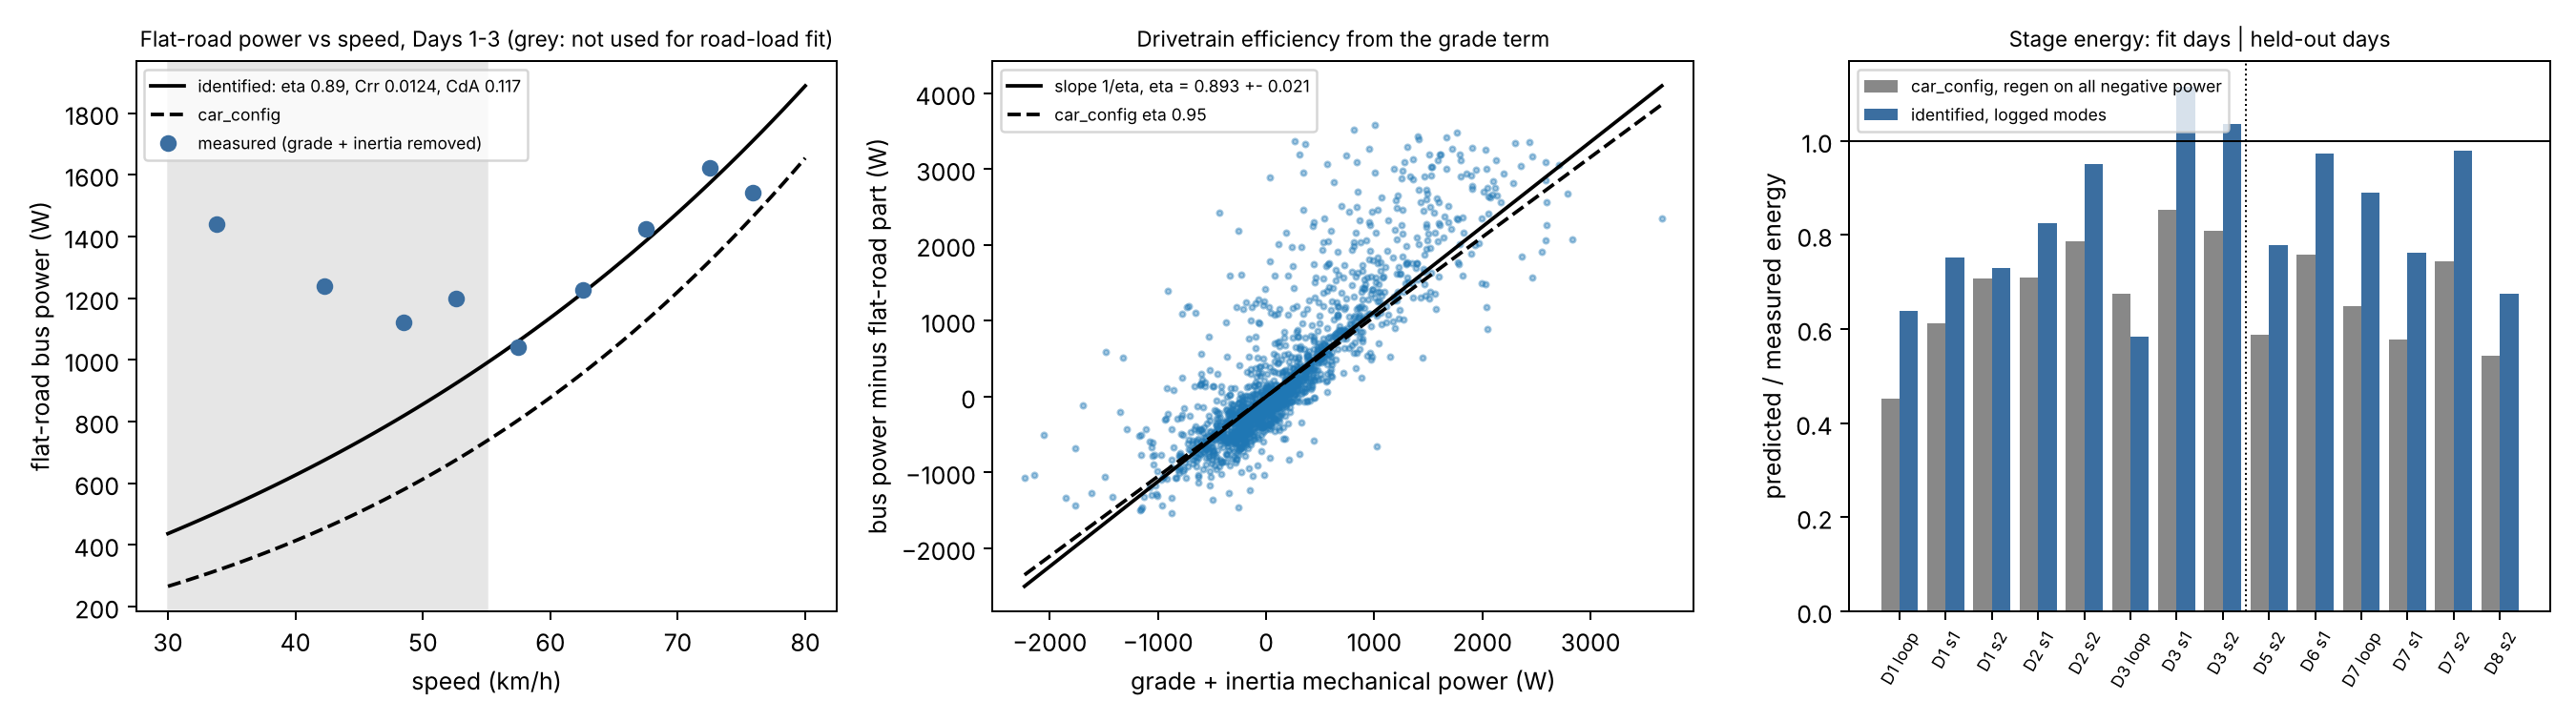 Flat-road power vs speed, Days 1-3 (grey: not used for road-load fit)
identified: eta 0.89, Crr 0.0124, CdA 0.117
car_config
measured (grade + inertia removed)
flat-road bus power (W)
1800
1600
1400
1200
1000
800
600
400
200
30 40 50 60 70 80
speed (km/h)
Drivetrain efficiency from the grade term
slope 1/eta, eta = 0.893 +- 0.021
car_config eta 0.95
bus power minus flat-road part (W)
4000
3000
2000
1000
0
−1000
−2000
−2000 −1000 0 1000 2000 3000
grade + inertia mechanical power (W)
Stage energy: fit days | held-out days
car_config, regen on all negative power
identified, logged modes
predicted / measured energy
1.0
0.8
0.6
0.4
0.2
0.0
D1 loop
D1 s1
D1 s2
D2 s1
D2 s2
D3 loop
D3 s1
D3 s2
D5 s2
D6 s1
D7 loop
D7 s1
D7 s2
D8 s2